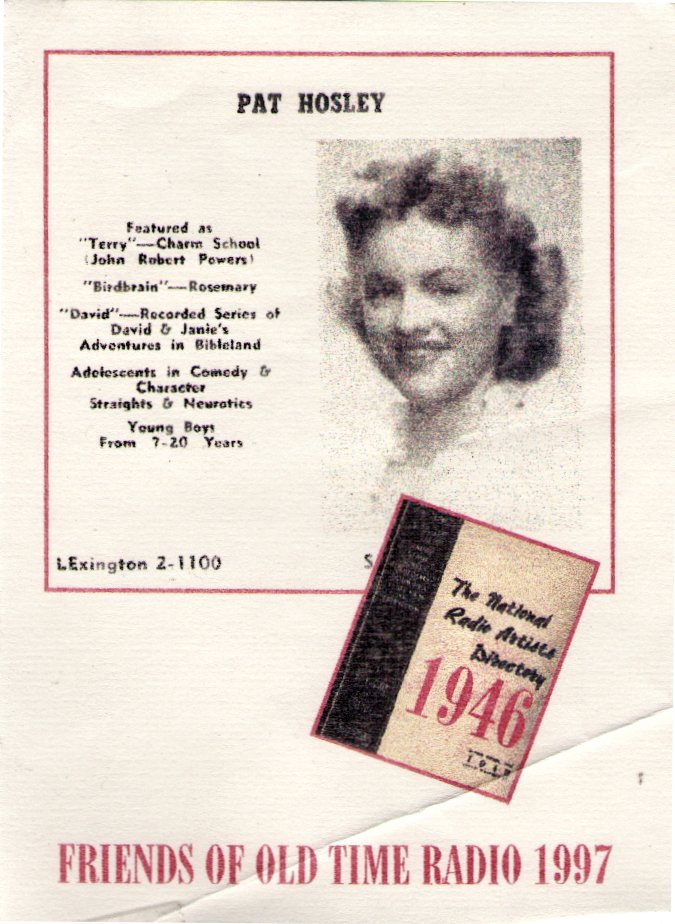 PAT HOSLEY
Featured as
"Terry"—Charm School
(John Robert Powers)
"Birdbrain"—Rosemary
"David"—Recorded Series of
David & Janie's
Adventures in Bibleland
Adolescents in Comedy &
Character
Straights & Neurotics
Young Boys
From 7-20 Years
LExington 2-1100
S
The National
Radio Artists
Directory
1946
FRIENDS OF OLD TIME RADIO 1997